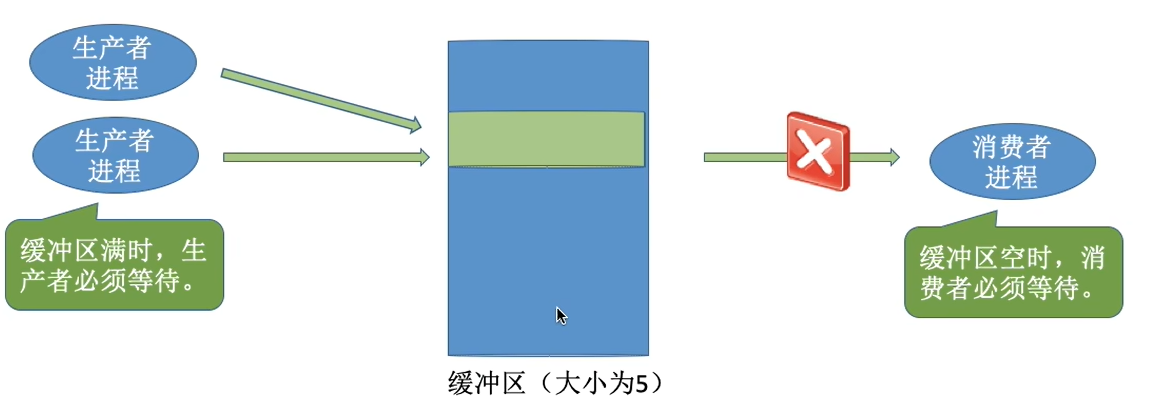 生产者
进程
生产者
进程
缓冲区满时，生
产者必须等待。
消费者
进程
缓冲区空时，消
费者必须等待。
缓冲区（大小为5）